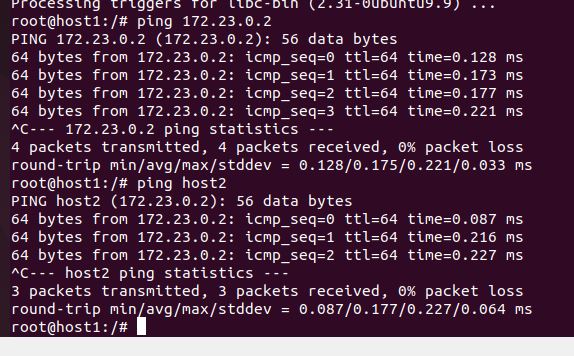 Processing triggers for libc-bin (2.31-0ubuntu9.9) ...
root@host1:/# ping 172.23.0.2
PING 172.23.0.2 (172.23.0.2): 56 data bytes
64 bytes from 172.23.0.2: icmp_seq=0 ttl=64 time=0.128 ms
64 bytes from 172.23.0.2: icmp_seq=1 ttl=64 time=0.173 ms
64 bytes from 172.23.0.2: icmp_seq=2 ttl=64 time=0.177 ms
64 bytes from 172.23.0.2: icmp_seq=3 ttl=64 time=0.221 ms
^C--- 172.23.0.2 ping statistics ---
4 packets transmitted, 4 packets received, 0% packet loss
round-trip min/avg/max/stddev = 0.128/0.175/0.221/0.033 ms
root@host1:/# ping host2
PING host2 (172.23.0.2): 56 data bytes
64 bytes from 172.23.0.2: icmp_seq=0 ttl=64 time=0.087 ms
64 bytes from 172.23.0.2: icmp_seq=1 ttl=64 time=0.216 ms
64 bytes from 172.23.0.2: icmp_seq=2 ttl=64 time=0.227 ms
^C--- host2 ping statistics ---
3 packets transmitted, 3 packets received, 0% packet loss
round-trip min/avg/max/stddev = 0.087/0.177/0.227/0.064 ms
root@host1:/#